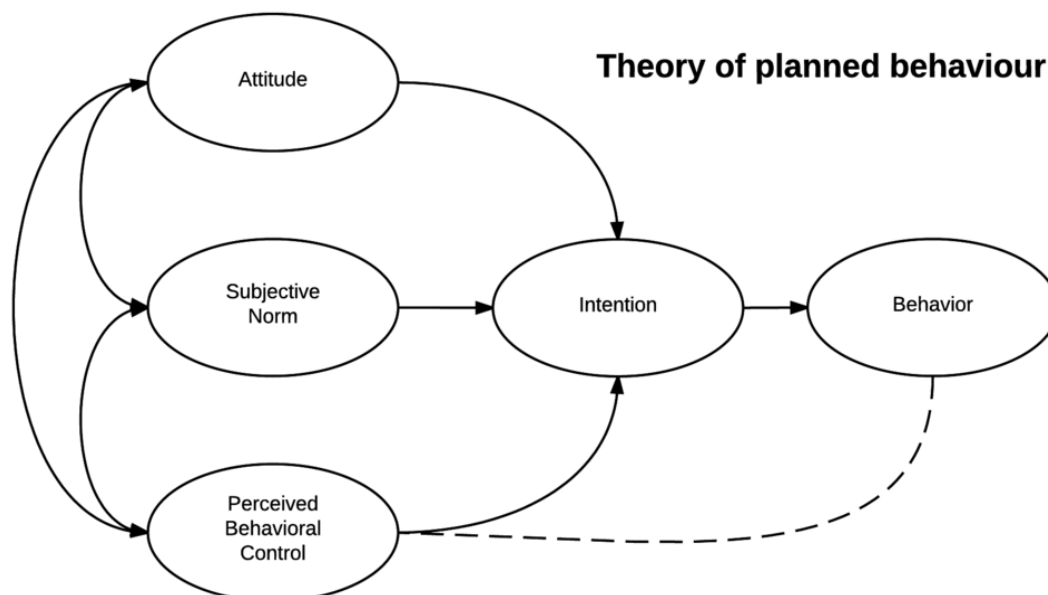 Theory of planned behaviour
Attitude
Subjective
Norm
Intention
Behavior
Perceived
Behavioral
Control